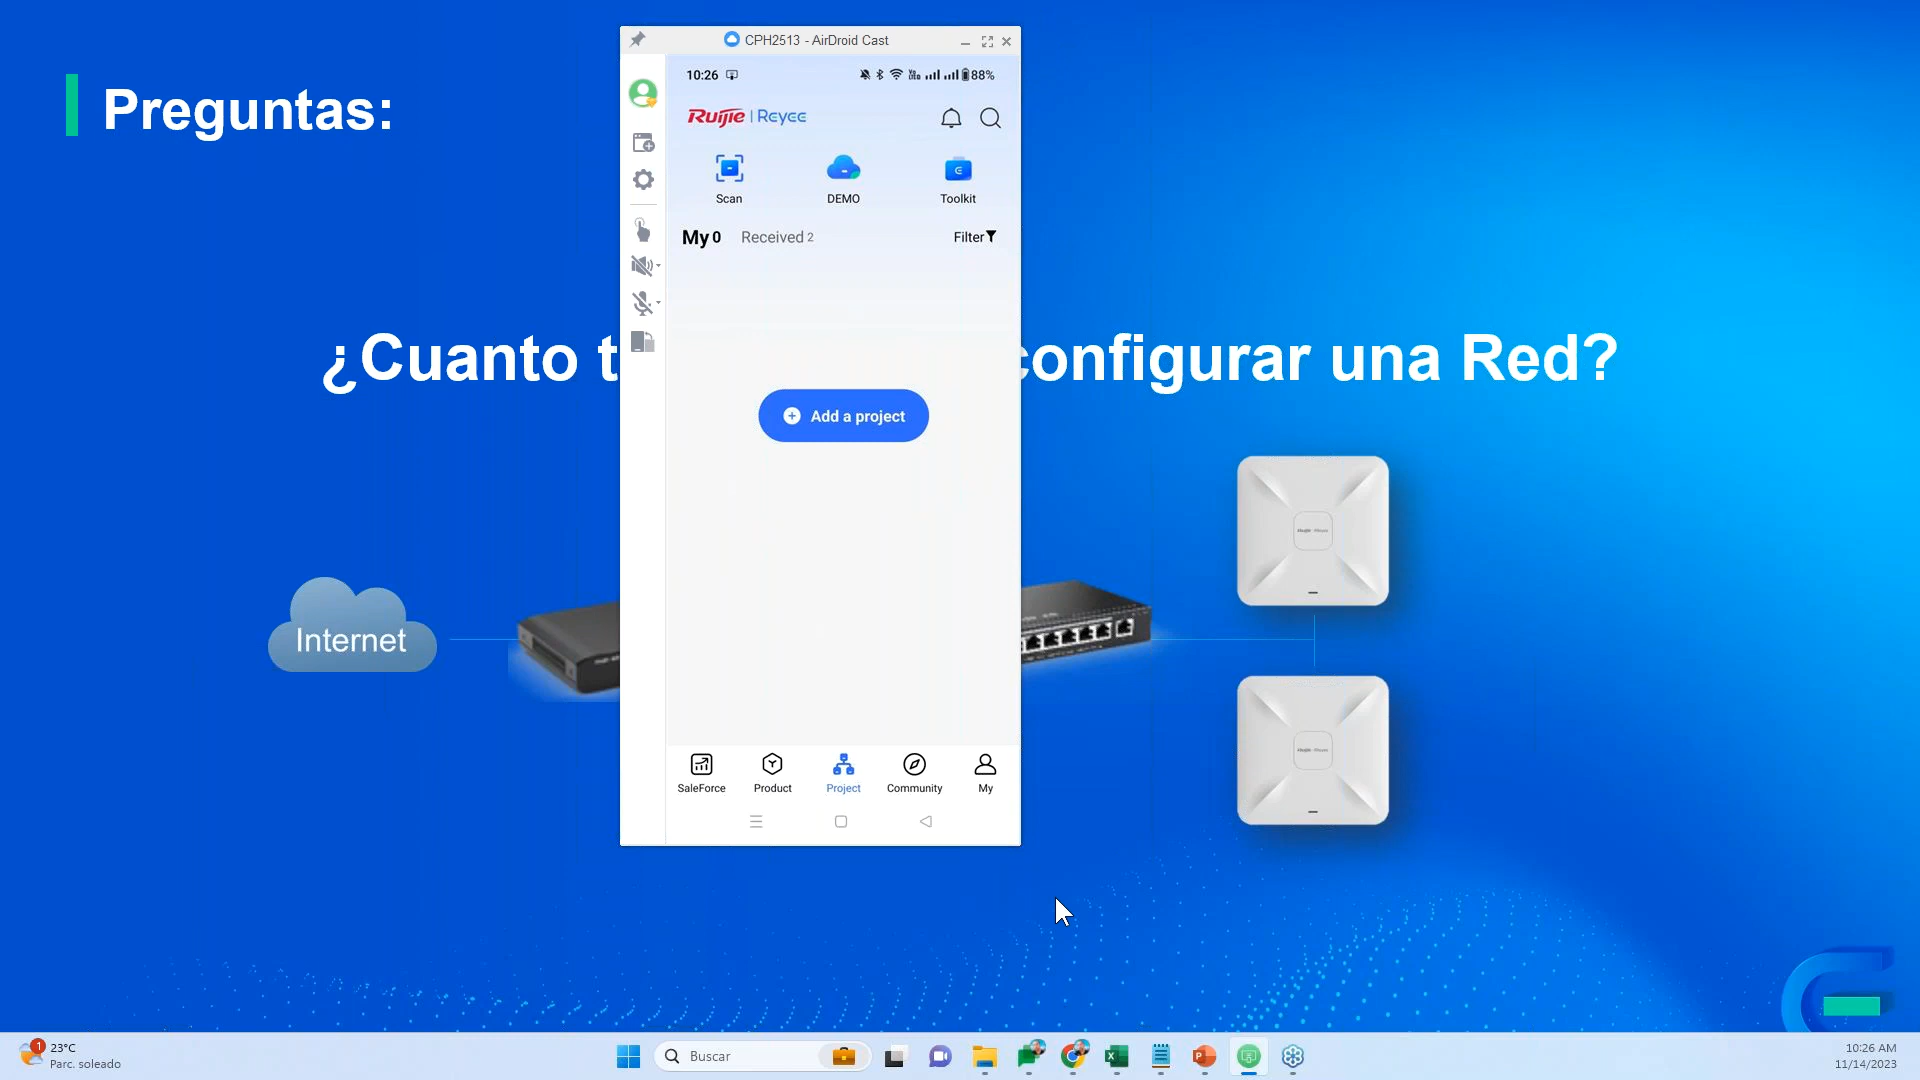 Preguntas:
CPH2513 - AirDroid Cast
10:26
88%
Ruijie | Reyee
Scan
DEMO
Toolkit
My 0
Received 2
Filter
¿Cuanto t
configurar una Red?
Add a project
Internet
SaleForce
Product
Project
Community
My
1
23°C
Parc. soleado
Buscar
10:26 AM
11/14/2023